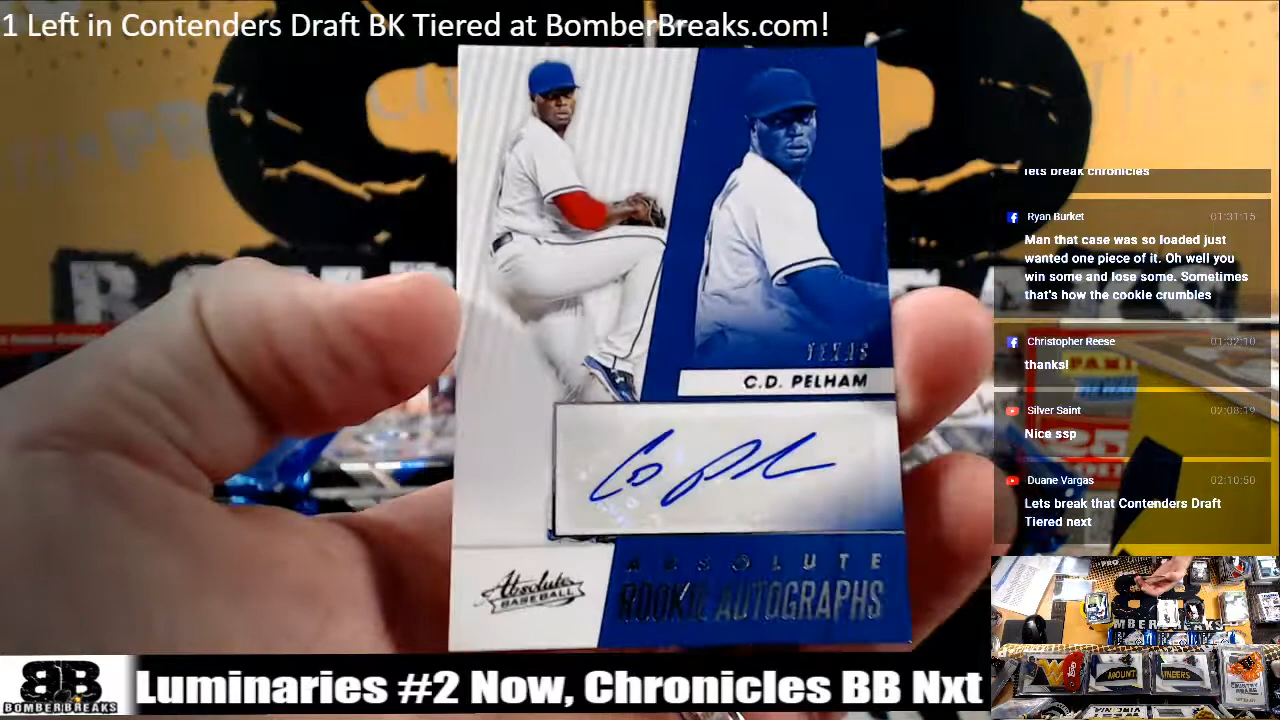 1 Left in Contenders Draft BK Tiered at BomberBreaks.com!
lets break chronicles
Ryan Burket 01:31:15
Man that case was so loaded just
wanted one piece of it. Oh well you
win some and lose some. Sometimes
that's how the cookie crumbles
Christopher Reese 01:32:10
thanks!
Silver Saint 02:08:19
Nice ssp
Duane Vargas 02:10:50
Lets break that Contenders Draft
Tiered next
TEXAS
C.D. PELHAM
ABSOLUTE
ROOKIE AUTOGRAPHS
Absolute
BASEBALL
BB
BOMBERBREAKS
Luminaries #2 Now, Chronicles BB Nxt